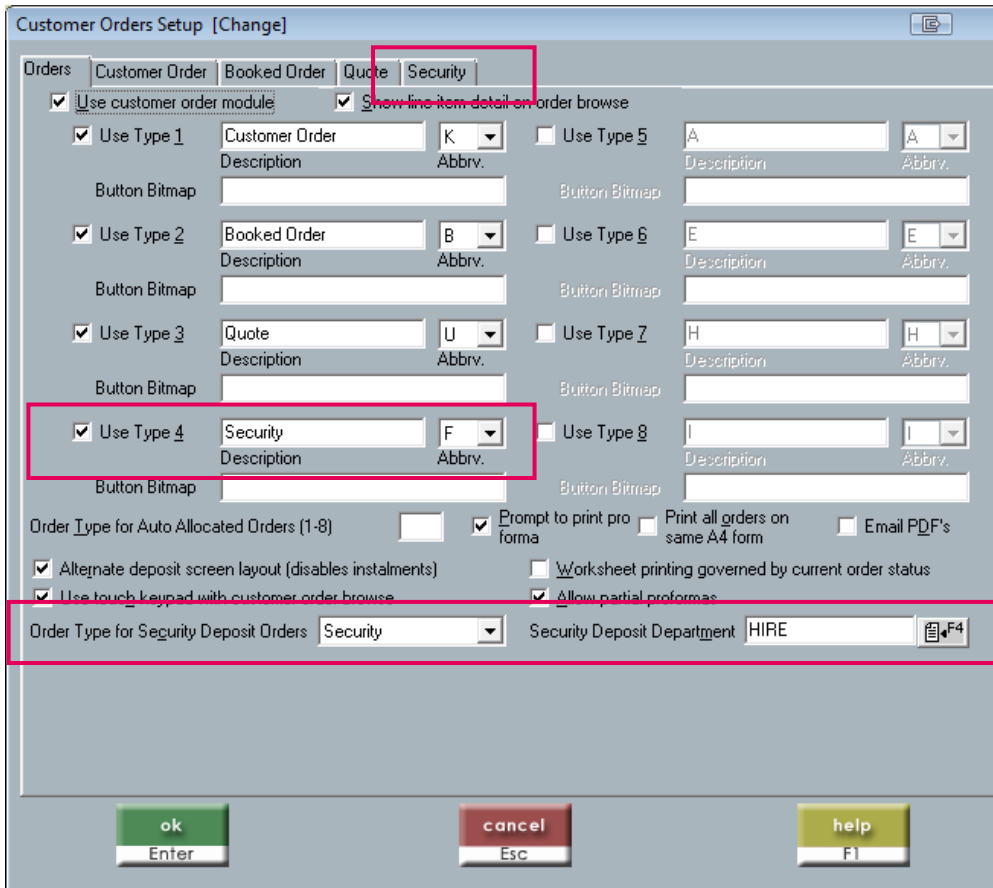 Customer Orders Setup [Change]
Orders Customer Order Booked Order Quote Security
Use customer order module Show line item detail on order browse
Use Type 1 Customer Order K Use Type 5 A A
Description Abbrv. Description Abbrv.
Button Bitmap Button Bitmap
Use Type 2 Booked Order B Use Type 6 E E
Description Abbrv. Description Abbrv.
Button Bitmap Button Bitmap
Use Type 3 Quote U Use Type 7 H H
Description Abbrv. Description Abbrv.
Button Bitmap Button Bitmap
Use Type 4 Security F Use Type 8 I I
Description Abbrv. Description Abbrv.
Button Bitmap Button Bitmap
Order Type for Auto Allocated Orders (1-8) Prompt to print pro forma Print all orders on same A4 form Email PDF's
Alternate deposit screen layout (disables instalments) Worksheet printing governed by current order status
Use touch keypad with customer order browse Allow partial proformas
Order Type for Security Deposit Orders Security Security Deposit Department HIRE F4
ok cancel help
Enter Esc F1